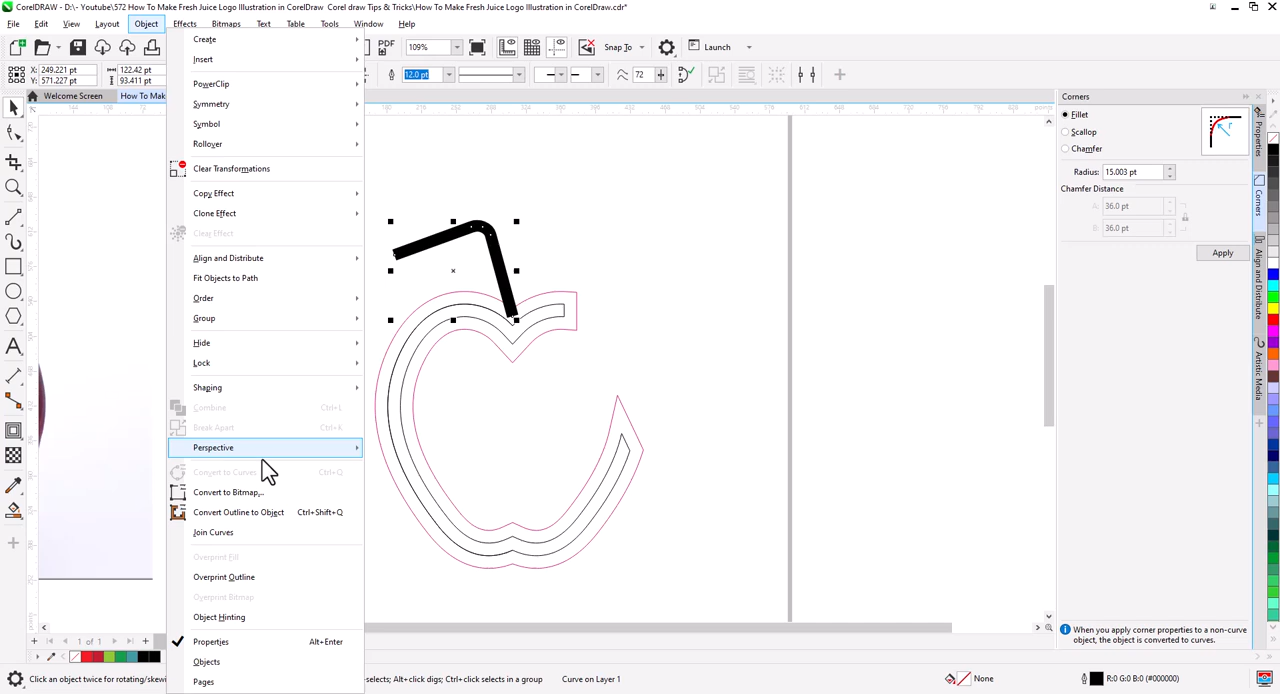 CorelDRAW - D:\- Youtube\572 How To Make Fresh Juice Logo Illustration in CorelDraw Corel draw Tips & Tricks\How To Make Fresh Juice Logo Illustration in CorelDraw.cdr*
File Edit View Layout Object Effects Bitmaps Text Table Tools Window Help
PDF 109% Snap To Launch
X: 249.221 pt
Y: 571.227 pt
122.42 pt
93.411 pt
12.0 pt
72
Welcome Screen
How To Mak
Create
Insert
PowerClip
Symmetry
Symbol
Rollover
Clear Transformations
Copy Effect
Clone Effect
Clear Effect
Align and Distribute
Fit Objects to Path
Order
Group
Hide
Lock
Shaping
Combine Ctrl+L
Break Apart Ctrl+K
Perspective
Convert to Curves Ctrl+Q
Convert to Bitmap...
Convert Outline to Object Ctrl+Shift+Q
Join Curves
Overprint Fill
Overprint Outline
Overprint Bitmap
Object Hinting
Properties Alt+Enter
Objects
Pages
Corners
Fillet
Scallop
Chamfer
Radius: 15.003 pt
Chamfer Distance
A: 36.0 pt
B: 36.0 pt
Apply
Properties
Corners
Align and Distribute
Artistic Media
When you apply corner properties to a non-curve
object, the object is converted to curves.
1 of 1
Click an object twice for rotating/skewi
-selects; Alt+click digs; Ctrl+click selects in a group
Curve on Layer 1
None
R:0 G:0 B:0 (#000000)